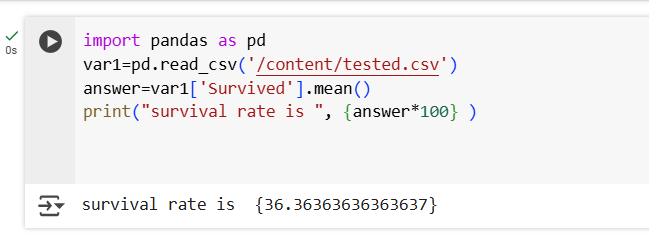 import pandas as pd
0s
var1=pd.read_csv('/content/tested.csv')
answer=var1['Survived'].mean()
print("survival rate is ", {answer*100} )
survival rate is  {36.36363636363637}